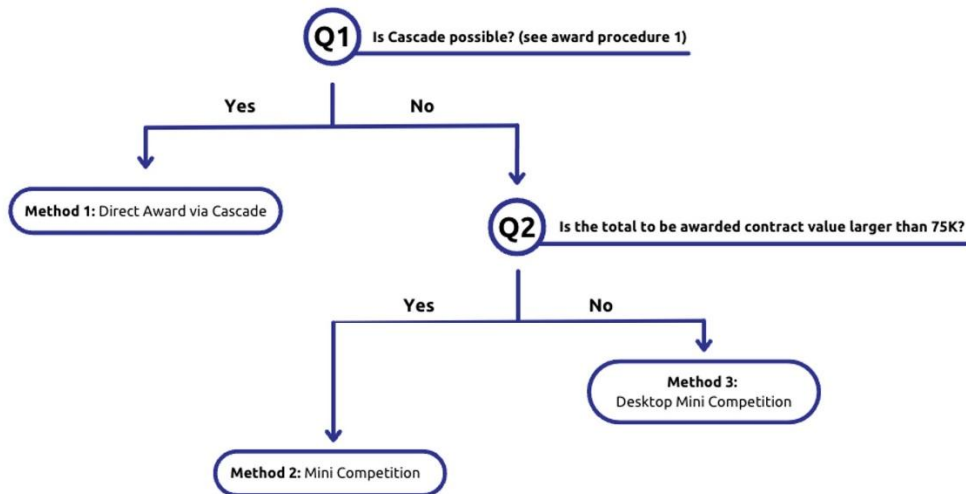 Q1
Is Cascade possible? (see award procedure 1)
Yes
No
Method 1: Direct Award via Cascade
Q2
Is the total to be awarded contract value larger than 75K?
Yes
No
Method 3:
Desktop Mini Competition
Method 2: Mini Competition